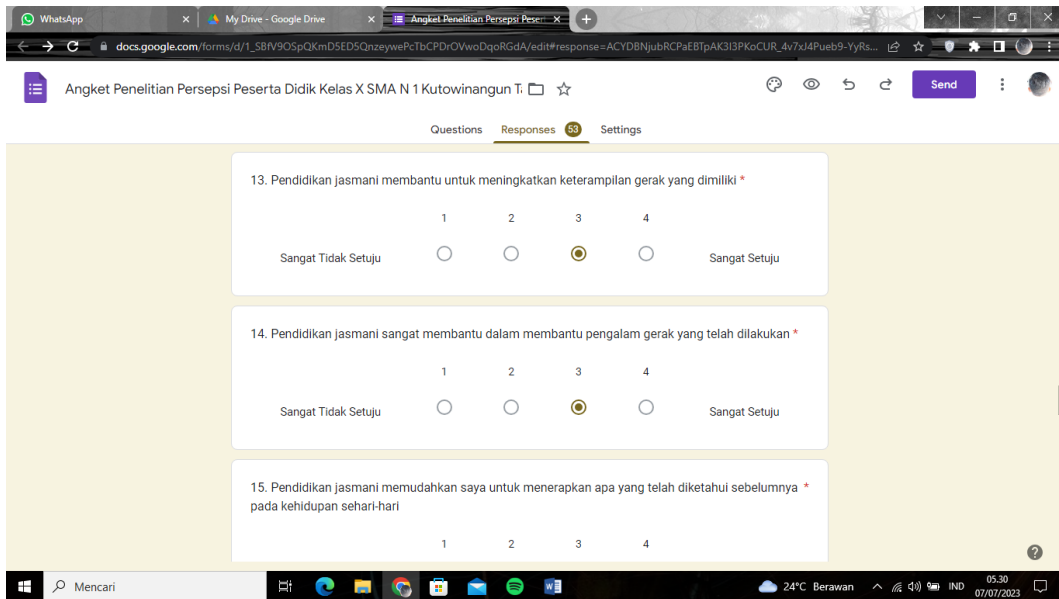 WhatsApp
My Drive - Google Drive
Angket Penelitian Persepsi Peser
docs.google.com/forms/d/1_SBfV9OSpQKmD5ED5QnzeywePcTbCPDrOVwoDqoRGdA/edit#response=ACYDBNjubRCPaEBTpAK3I3PKoCUR_4v7xJ4Pueb9-YyRs...
Angket Penelitian Persepsi Peserta Didik Kelas X SMA N 1 Kutowinangun T
Send
Questions Responses 53 Settings
13. Pendidikan jasmani membantu untuk meningkatkan keterampilan gerak yang dimiliki *
1 2 3 4
Sangat Tidak Setuju Sangat Setuju
14. Pendidikan jasmani sangat membantu dalam membantu pengalam gerak yang telah dilakukan *
1 2 3 4
Sangat Tidak Setuju Sangat Setuju
15. Pendidikan jasmani memudahkan saya untuk menerapkan apa yang telah diketahui sebelumnya *
pada kehidupan sehari-hari
1 2 3 4
Mencari
24°C Berawan
IND
05.30
07/07/2023